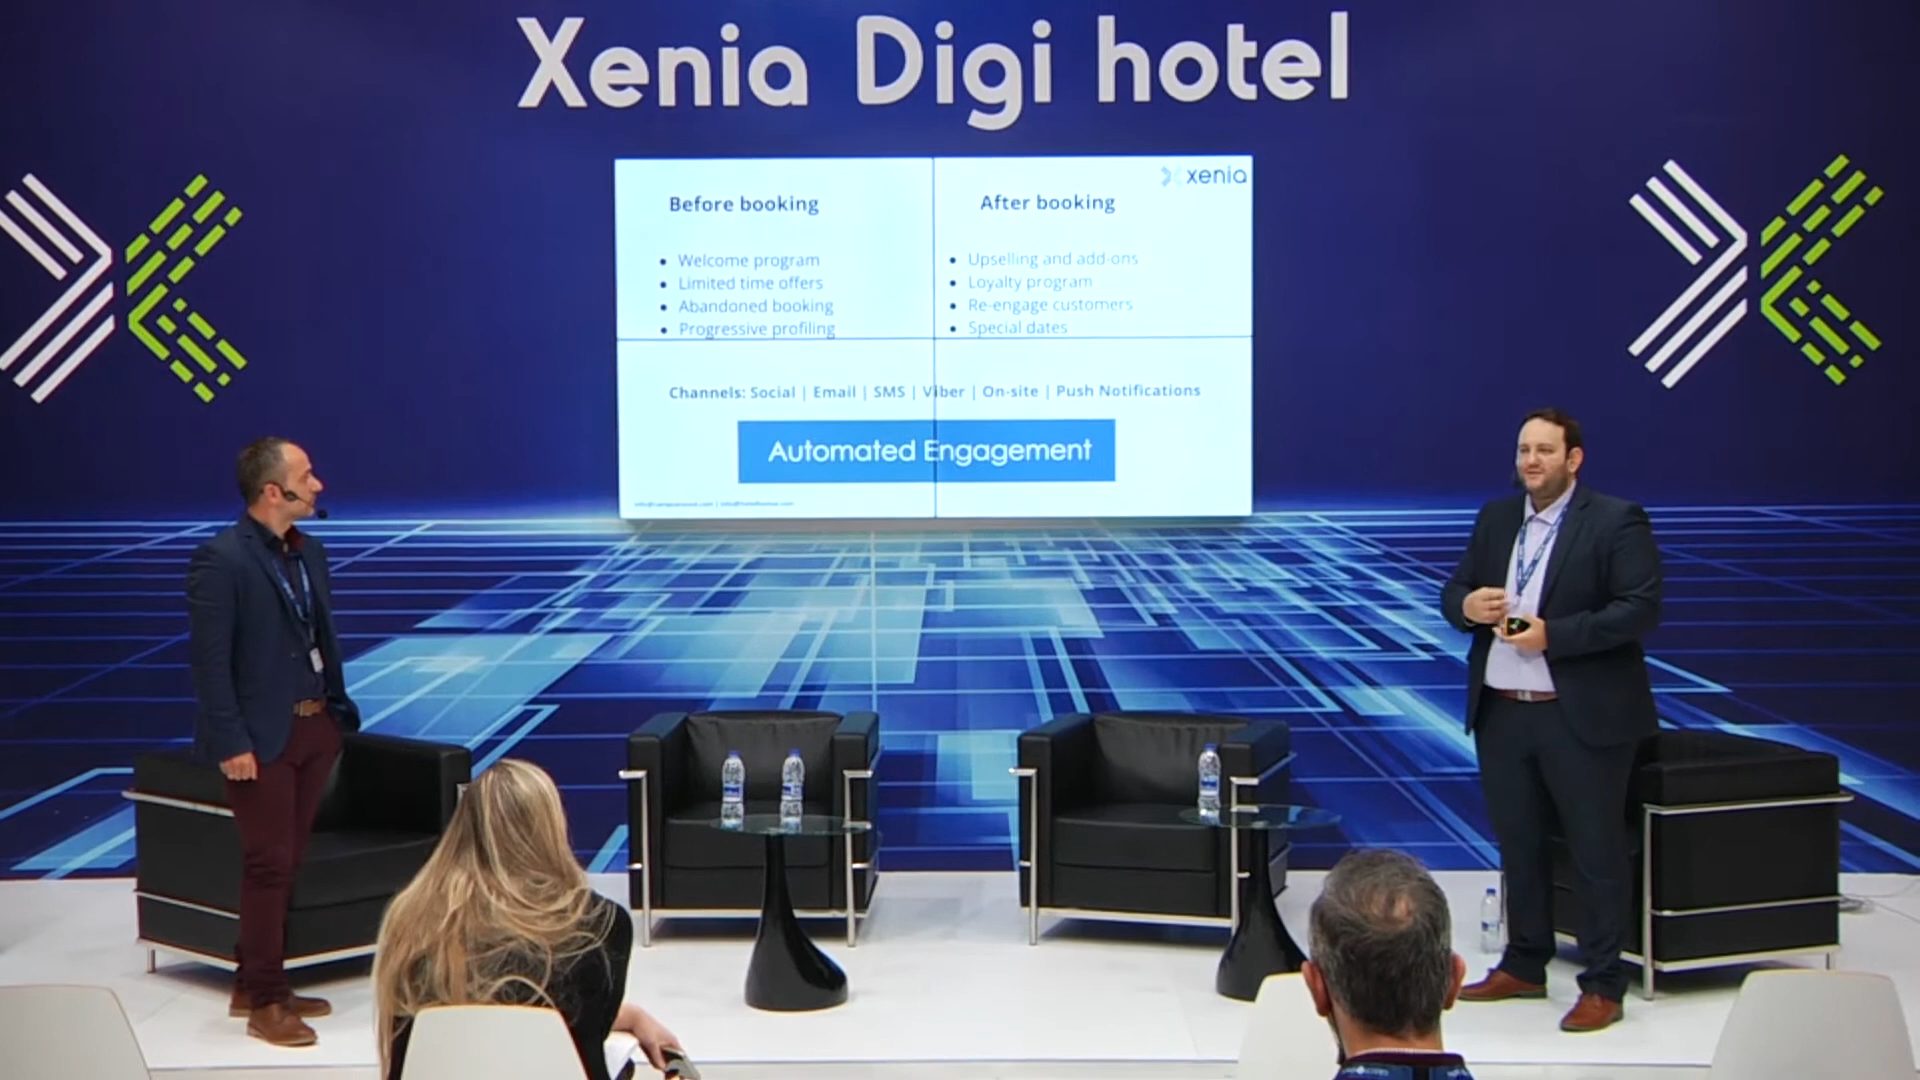 Xenia Digi hotel
xenia
Before booking
• Welcome program
• Limited time offers
• Abandoned booking
• Progressive profiling
After booking
• Upselling and add-ons
• Loyalty program
• Re-engage customers
• Special dates
Channels: Social | Email | SMS | Viber | On-site | Push Notifications
Automated Engagement